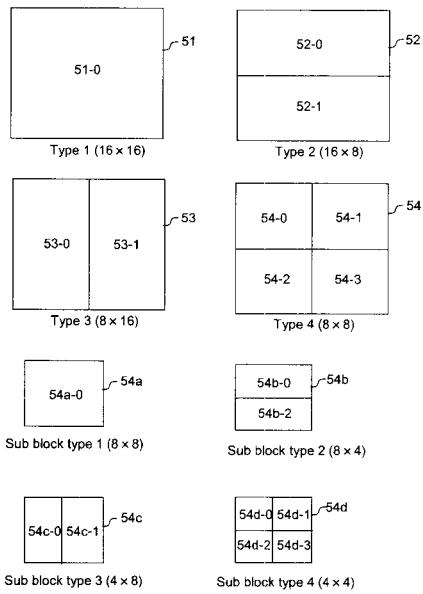 51-0
51
Type 1 (16 × 16)
52-0
52-1
52
Type 2 (16 × 8)
53-0 53-1
53
Type 3 (8 × 16)
54-0 54-1
54-2 54-3
54
Type 4 (8 × 8)
54a-0
54a
Sub block type 1 (8 × 8)
54b-0
54b-2
54b
Sub block type 2 (8 × 4)
54c-0 54c-1
54c
Sub block type 3 (4 × 8)
54d-0 54d-1
54d-2 54d-3
54d
Sub block type 4 (4 × 4)